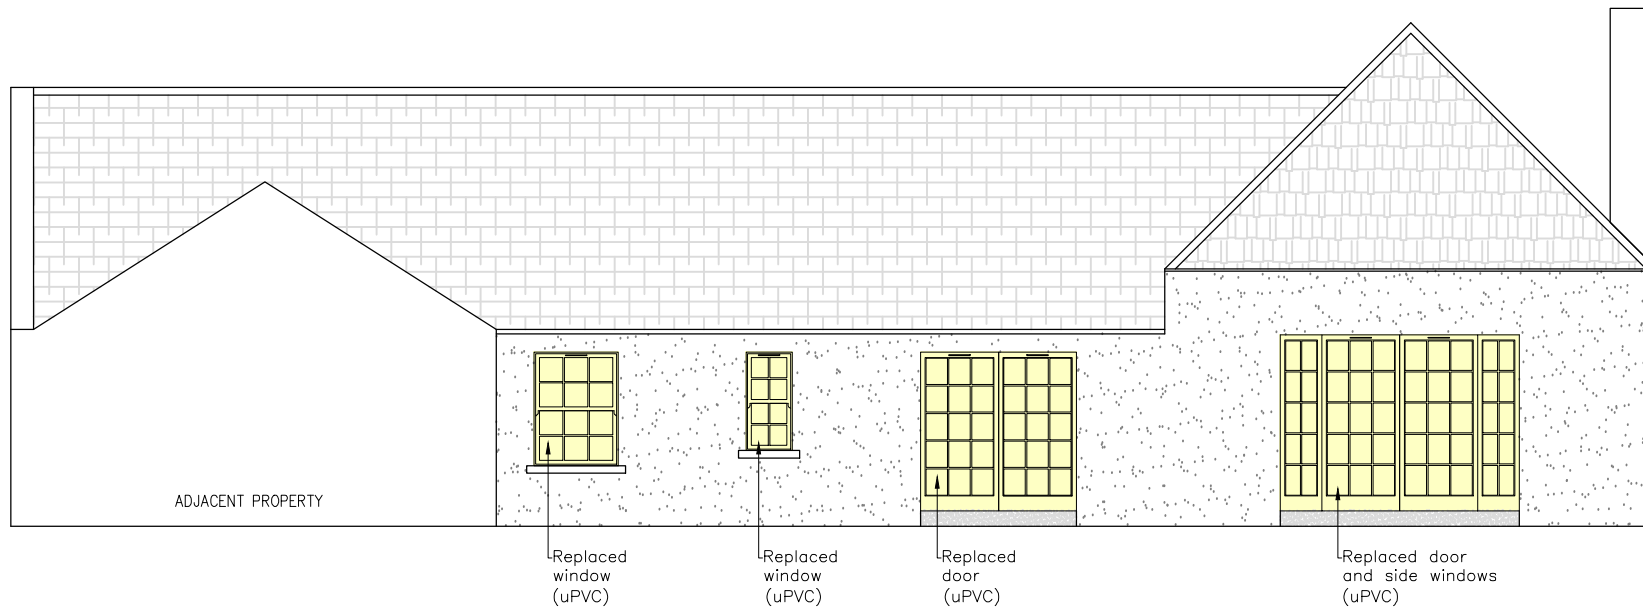 ADJACENT PROPERTY
Replaced
window
(uPVC)
Replaced
window
(uPVC)
Replaced
door
(uPVC)
Replaced door
and side windows
(uPVC)